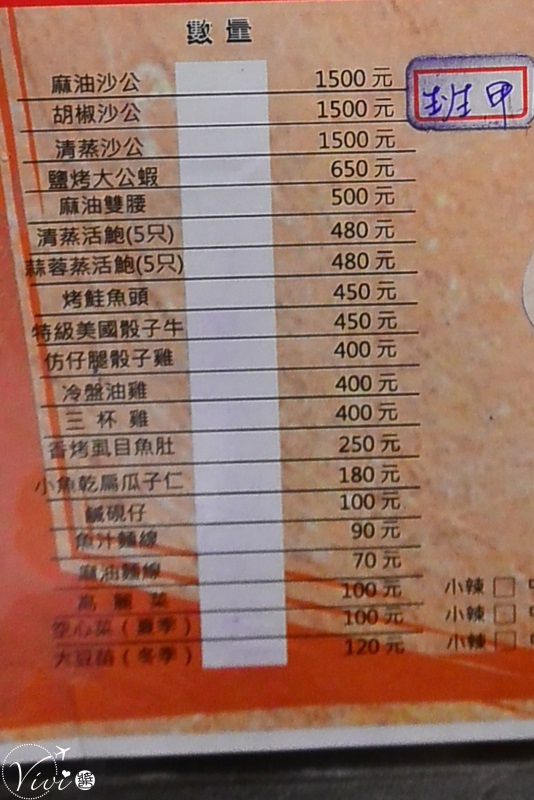 數量
麻油沙公 1500元
胡椒沙公 1500元
清蒸沙公 1500元
鹽烤大公蝦 650元
麻油雙腰 500元
清蒸活鮑(5只) 480元
蒜蓉蒸活鮑(5只) 480元
烤鮭魚頭 450元
特級美國骰子牛 450元
仿仔腿骰子雞 400元
冷盤油雞 400元
三杯雞 400元
香烤虱目魚肚 250元
小魚乾扁瓜子仁 180元
鹹硯仔 100元
魚汁麵線 90元
麻油麵線 70元
高麗菜 100元 小辣
空心菜(夏季) 100元 小辣
大豆苗(冬季) 120元 小辣
Vivi